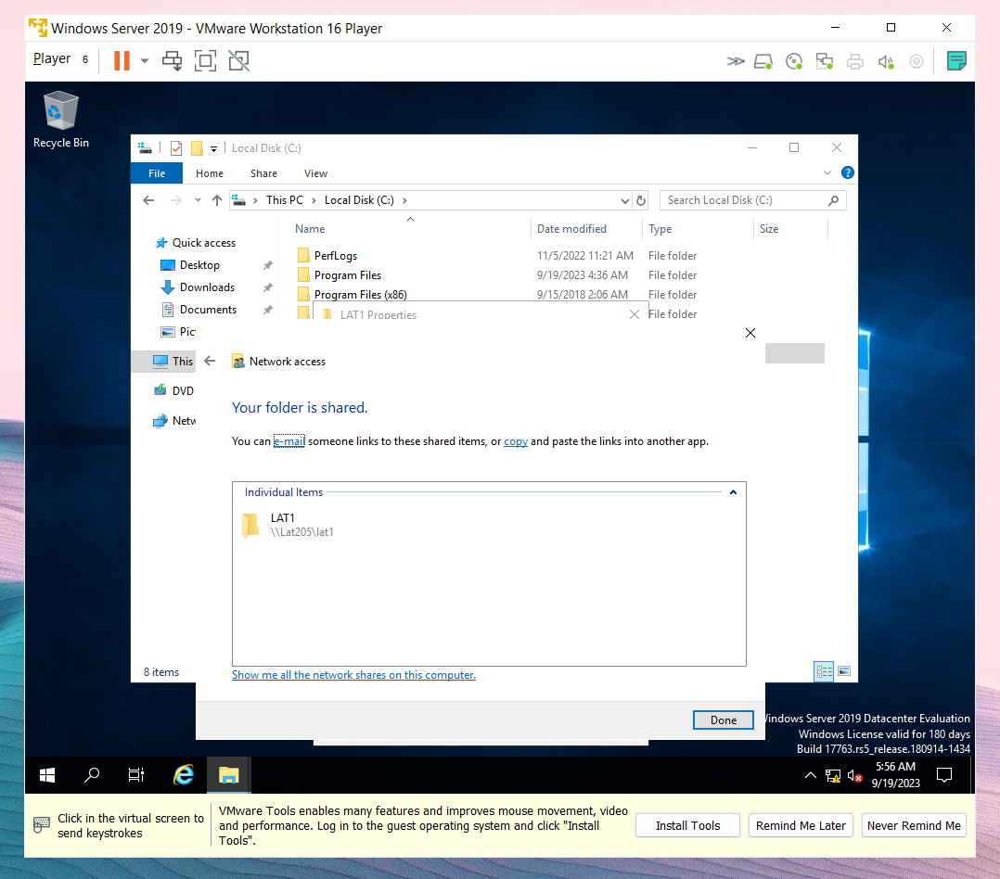 Windows Server 2019 - VMware Workstation 16 Player
Player 6
Recycle Bin
Local Disk (C:)
File Home Share View
This PC Local Disk (C:) Search Local Disk (C:)
Name Date modified Type Size
Quick access
Desktop
Downloads
Documents
Pic
This
DVD
Netw
PerfLogs 11/5/2022 11:21 AM File folder
Program Files 9/19/2023 4:36 AM File folder
Program Files (x86) 9/15/2018 2:06 AM File folder
File folder
LAT1 Properties
Network access
Your folder is shared.
You can e-mail someone links to these shared items, or copy and paste the links into another app.
Individual Items
LAT1
\\Lat205\lat1
8 items
Show me all the network shares on this computer.
Done
Windows Server 2019 Datacenter Evaluation
Windows License valid for 180 days
Build 17763.rs5_release.180914-1434
5:56 AM
9/19/2023
Click in the virtual screen to
send keystrokes
VMware Tools enables many features and improves mouse movement, video
and performance. Log in to the guest operating system and click "Install
Tools".
Install Tools
Remind Me Later
Never Remind Me